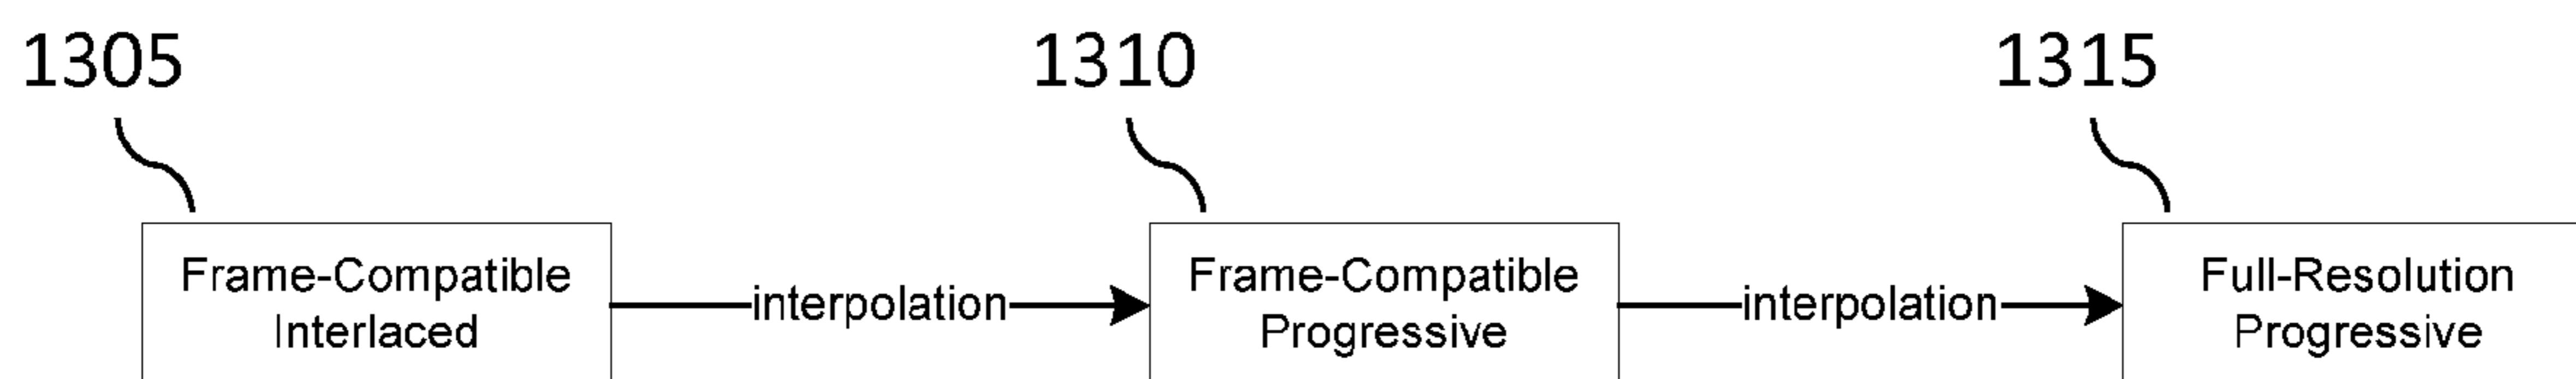 1305
1310
1315
Frame-Compatible
Interlaced
interpolation
Frame-Compatible
Progressive
interpolation
Full-Resolution
Progressive